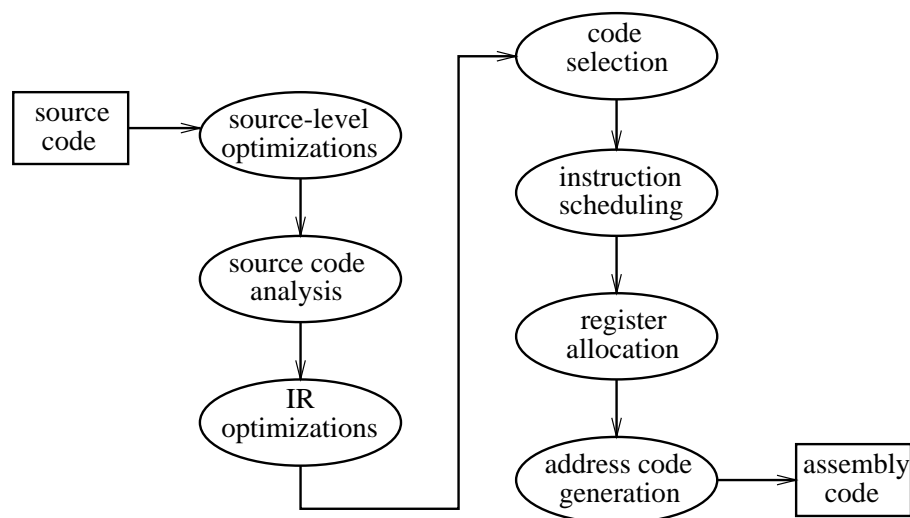 source
code
source-level
optimizations
source code
analysis
IR
optimizations
code
selection
instruction
scheduling
register
allocation
address code
generation
assembly
code